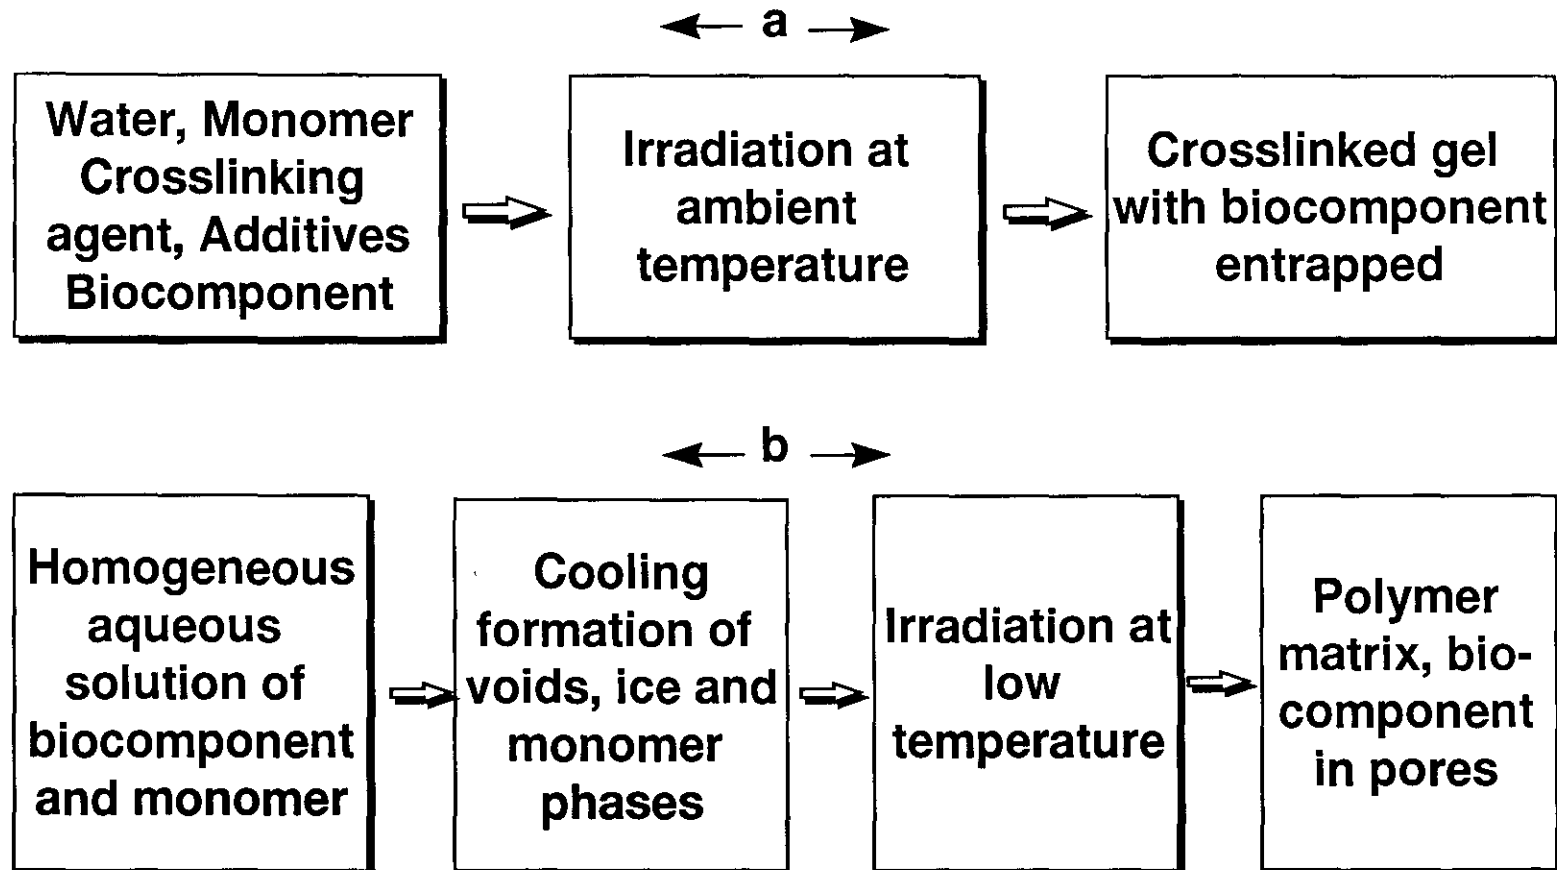 a
Water, Monomer
Crosslinking
agent, Additives
Biocomponent
Irradiation at
ambient
temperature
Crosslinked gel
with biocomponent
entrapped
b
Homogeneous
aqueous
solution of
biocomponent
and monomer
Cooling
formation of
voids, ice and
monomer
phases
Irradiation at
low
temperature
Polymer
matrix, bio-
component
in pores